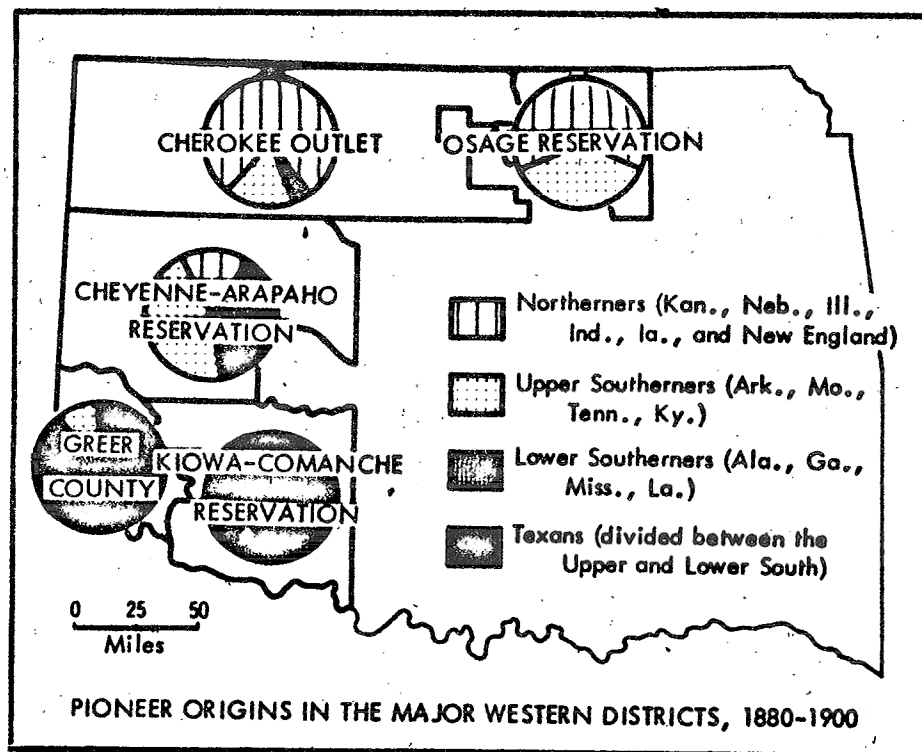 CHEROKEE OUTLET
OSAGE RESERVATION
CHEYENNE-ARAPAHO
RESERVATION
GREER
COUNTY
KIOWA-COMANCHE
RESERVATION
Northerners (Kan., Neb., Ill.,
Ind., Ia., and New England)
Upper Southerners (Ark., Mo.,
Tenn., Ky.)
Lower Southerners (Ala., Ga.,
Miss., La.)
Texans (divided between the
Upper and Lower South)
0 25 50
Miles
PIONEER ORIGINS IN THE MAJOR WESTERN DISTRICTS, 1880-1900